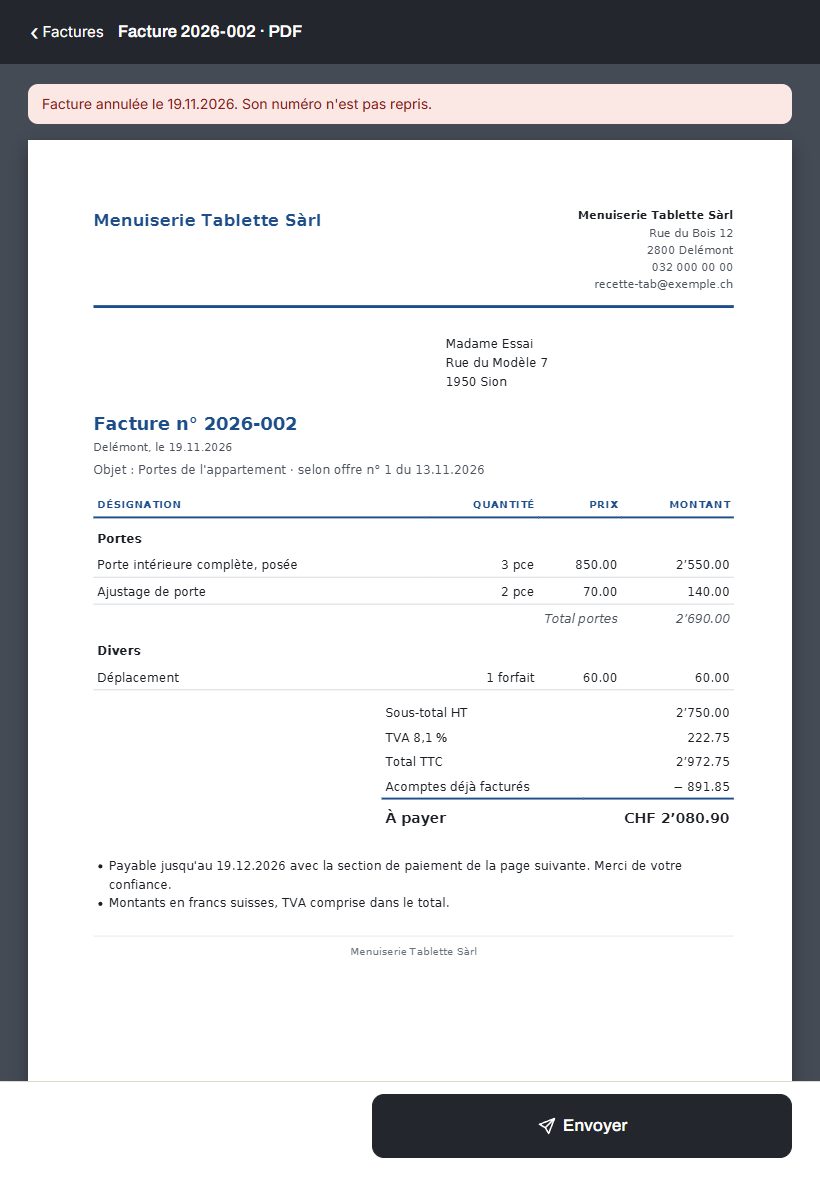 ‹ Factures Facture 2026-002 · PDF
Facture annulée le 19.11.2026. Son numéro n'est pas repris.
Menuiserie Tablette Sàrl
Menuiserie Tablette Sàrl
Rue du Bois 12
2800 Delémont
032 000 00 00
recette-tab@exemple.ch
Madame Essai
Rue du Modèle 7
1950 Sion
Facture n° 2026-002
Delémont, le 19.11.2026
Objet : Portes de l'appartement · selon offre n° 1 du 13.11.2026
DÉSIGNATION QUANTITÉ PRIX MONTANT
Portes
Porte intérieure complète, posée 3 pce 850.00 2’550.00
Ajustage de porte 2 pce 70.00 140.00
Total portes 2’690.00
Divers
Déplacement 1 forfait 60.00 60.00
Sous-total HT 2’750.00
TVA 8,1 % 222.75
Total TTC 2’972.75
Acomptes déjà facturés − 891.85
À payer CHF 2’080.90
• Payable jusqu'au 19.12.2026 avec la section de paiement de la page suivante. Merci de votre
confiance.
• Montants en francs suisses, TVA comprise dans le total.
Menuiserie Tablette Sàrl
Envoyer